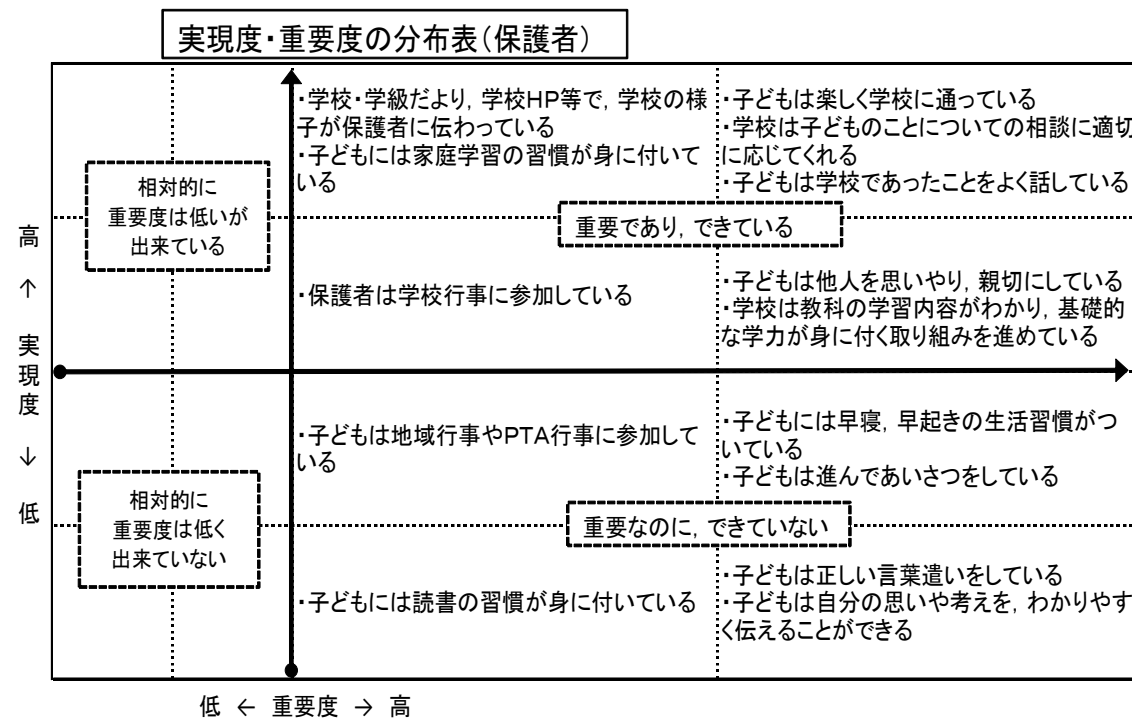 実現度・重要度の分布表(保護者)
・学校・学級だより，学校HP等で，学校の様
子が保護者に伝わっている
・子どもには家庭学習の習慣が身に付いて
いる
・子どもは楽しく学校に通っている
・学校は子どものことについての相談に適切
に応じてくれる
・子どもは学校であったことをよく話している
相対的に
重要度は低いが
出来ている
重要であり，できている
・保護者は学校行事に参加している
・子どもは他人を思いやり，親切にしている
・学校は教科の学習内容がわかり，基礎的
な学力が身に付く取り組みを進めている
高
↑
実
現
度
↓
低
・子どもは地域行事やPTA行事に参加して
いる
・子どもには早寝，早起きの生活習慣がつ
いている
・子どもは進んであいさつをしている
相対的に
重要度は低く
出来ていない
重要なのに，できていない
・子どもには読書の習慣が身に付いている
・子どもは正しい言葉遣いをしている
・子どもは自分の思いや考えを，わかりやす
く伝えることができる
低 ← 重要度 → 高